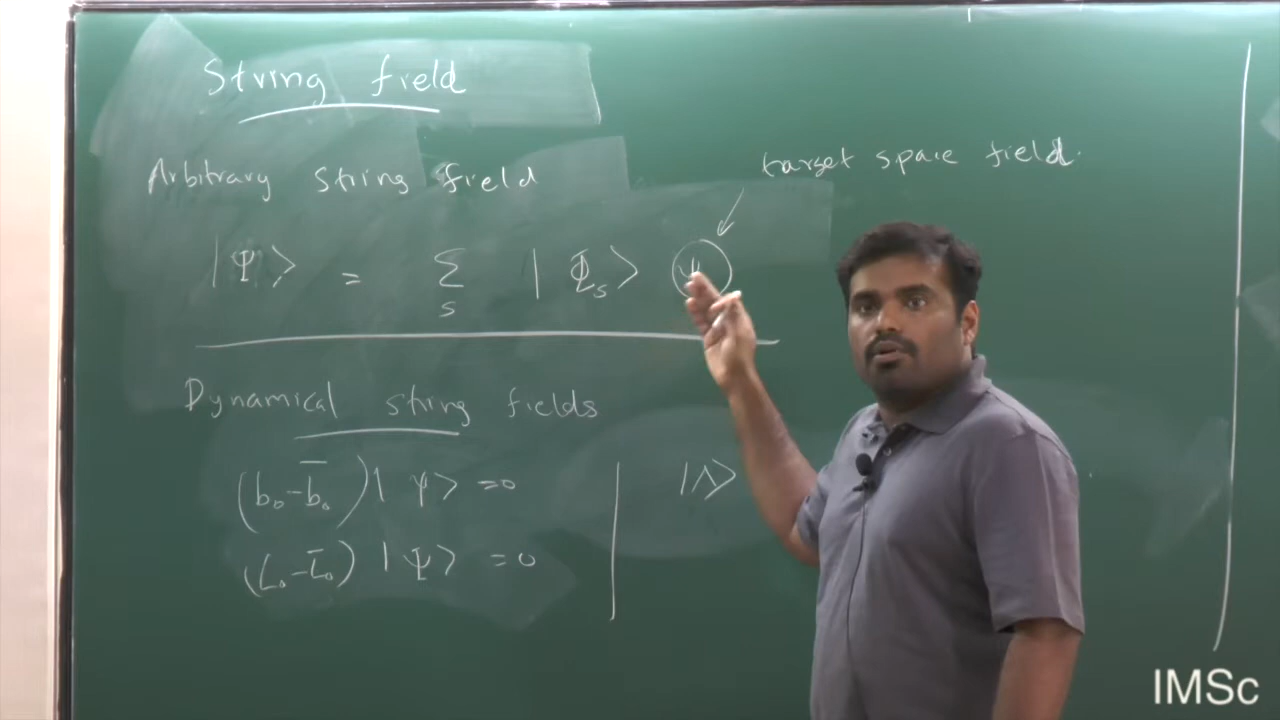 String field
target space field.
Arbitrary string field
|Ψ> = Σ_s |Φ_s> ψ
Dynamical string fields
(b₀ - b̄₀)|Ψ> = 0 | |Λ>
(L₀ - L̄₀)|Ψ> = 0
IMSc